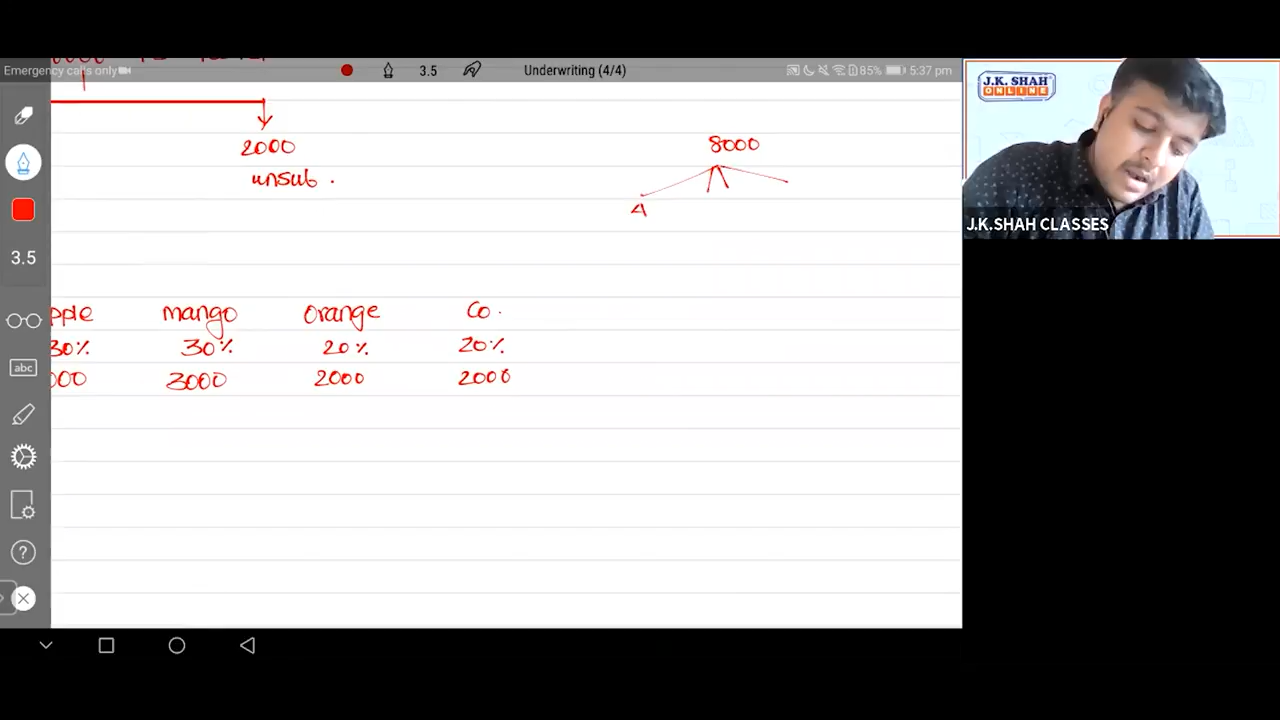 Emergency calls only
3.5
Underwriting (4/4)
85%
5:37 pm
J.K. SHAH
ONLINE
J.K.SHAH CLASSES
2000
unsub.
8000
A
3.5
abc
pple mango orange Co.
30% 30% 20% 20%
000 3000 2000 2000